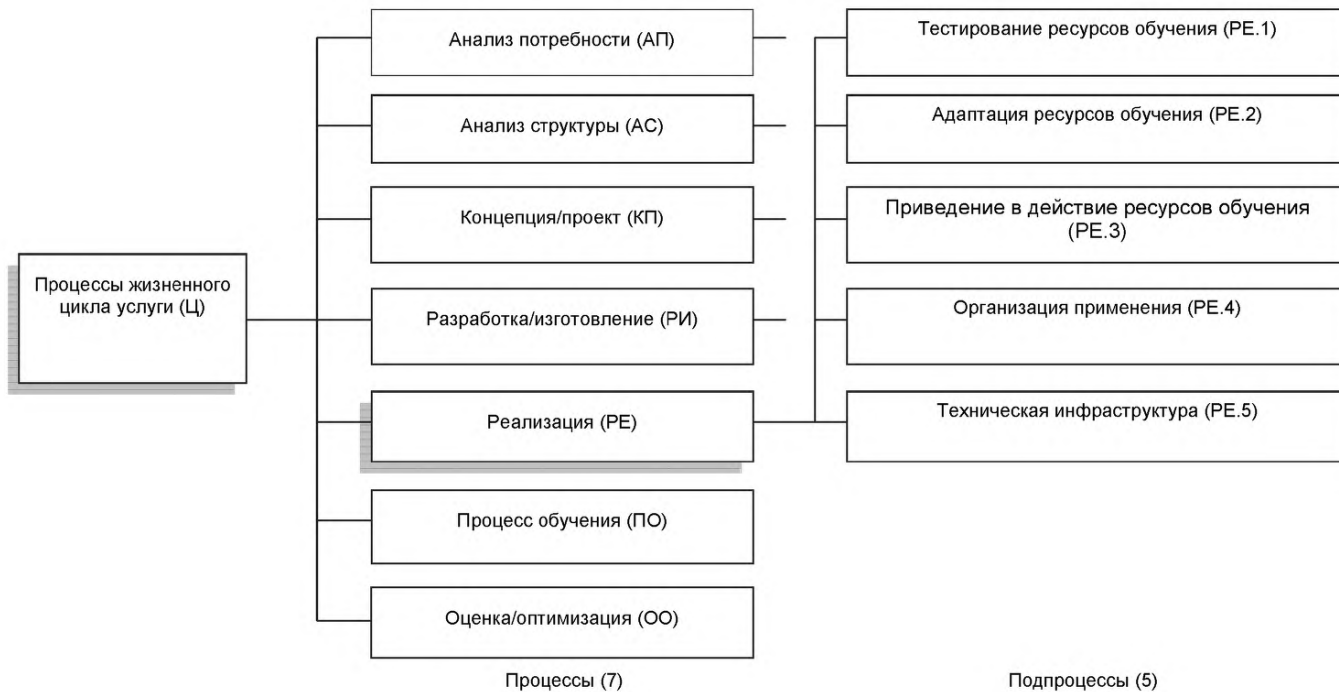 Процессы жизненного
цикла услуги (Ц)
Анализ потребности (АП)
Анализ структуры (АС)
Концепция/проект (КП)
Разработка/изготовление (РИ)
Реализация (РЕ)
Процесс обучения (ПО)
Оценка/оптимизация (ОО)
Процессы (7)
Тестирование ресурсов обучения (РЕ.1)
Адаптация ресурсов обучения (РЕ.2)
Приведение в действие ресурсов обучения
(РЕ.3)
Организация применения (РЕ.4)
Техническая инфраструктура (РЕ.5)
Подпроцессы (5)